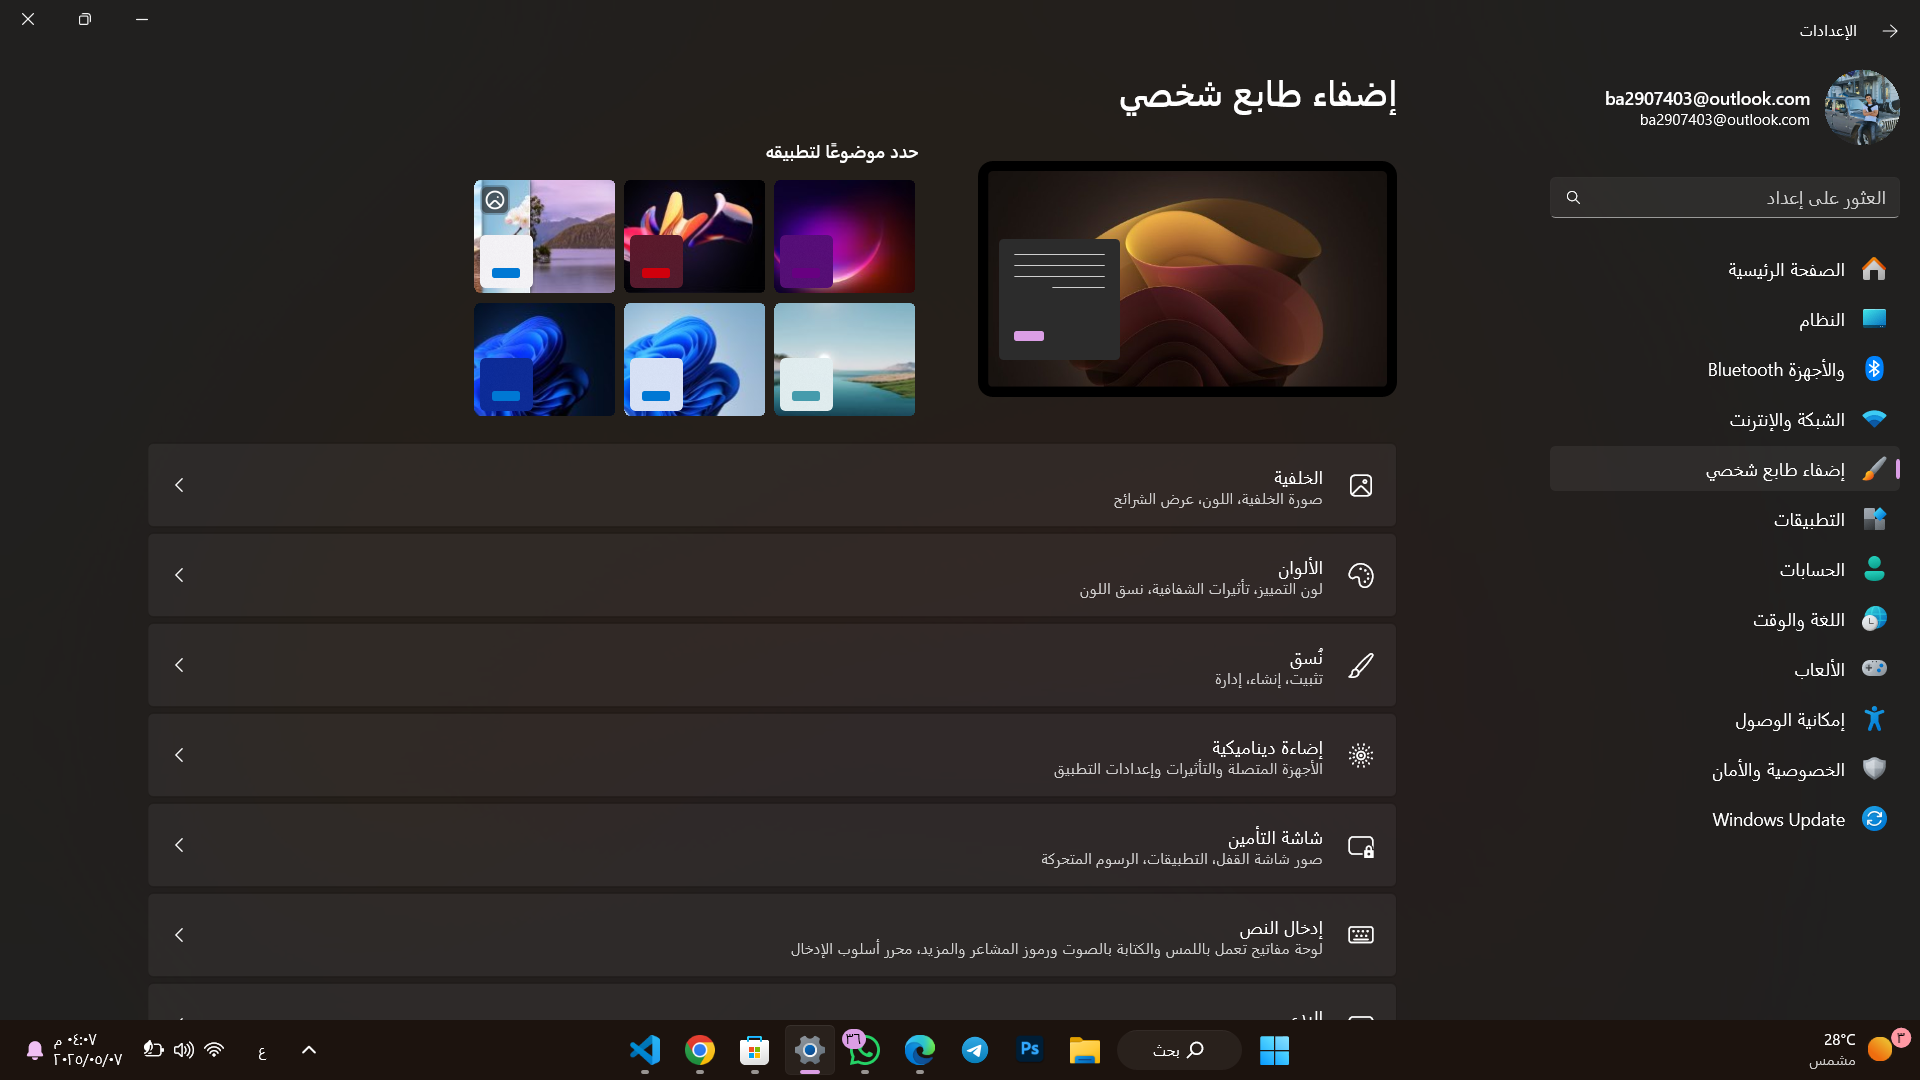 الإعدادات
ba2907403@outlook.com
ba2907403@outlook.com
العثور على إعداد
الصفحة الرئيسية
النظام
Bluetooth والأجهزة
الشبكة والإنترنت
إضفاء طابع شخصي
التطبيقات
الحسابات
اللغة والوقت
الألعاب
إمكانية الوصول
الخصوصية والأمان
Windows Update
إضفاء طابع شخصي
حدد موضوعًا لتطبيقه
الخلفية
صورة الخلفية، اللون، عرض الشرائح
الألوان
لون التمييز، تأثيرات الشفافية، نسق اللون
نُسق
تثبيت، إنشاء، إدارة
إضاءة ديناميكية
الأجهزة المتصلة والتأثيرات وإعدادات التطبيق
شاشة التأمين
صور شاشة القفل، التطبيقات، الرسوم المتحركة
إدخال النص
لوحة مفاتيح تعمل باللمس والكتابة بالصوت ورموز المشاعر والمزيد، محرر أسلوب الإدخال
٣
28°C
مشمس
بحث
Ps
٣٦
ع
٠٤:٠٧ م
٢٠٢٥/٠٥/٠٧